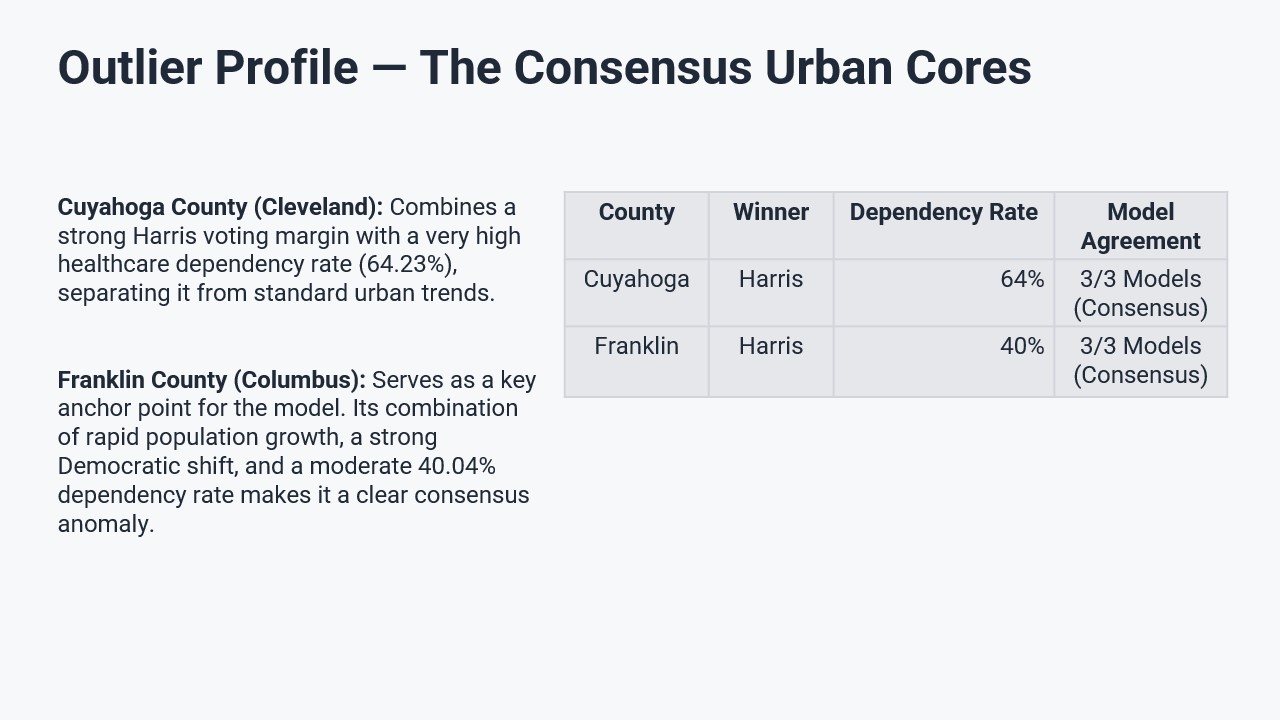 Outlier Profile — The Consensus Urban Cores
Cuyahoga County (Cleveland): Combines a
strong Harris voting margin with a very high
healthcare dependency rate (64.23%),
separating it from standard urban trends.
Franklin County (Columbus): Serves as a key
anchor point for the model. Its combination
of rapid population growth, a strong
Democratic shift, and a moderate 40.04%
dependency rate makes it a clear consensus
anomaly.
County Winner Dependency Rate Model
Agreement
Cuyahoga Harris 64% 3/3 Models
(Consensus)
Franklin Harris 40% 3/3 Models
(Consensus)